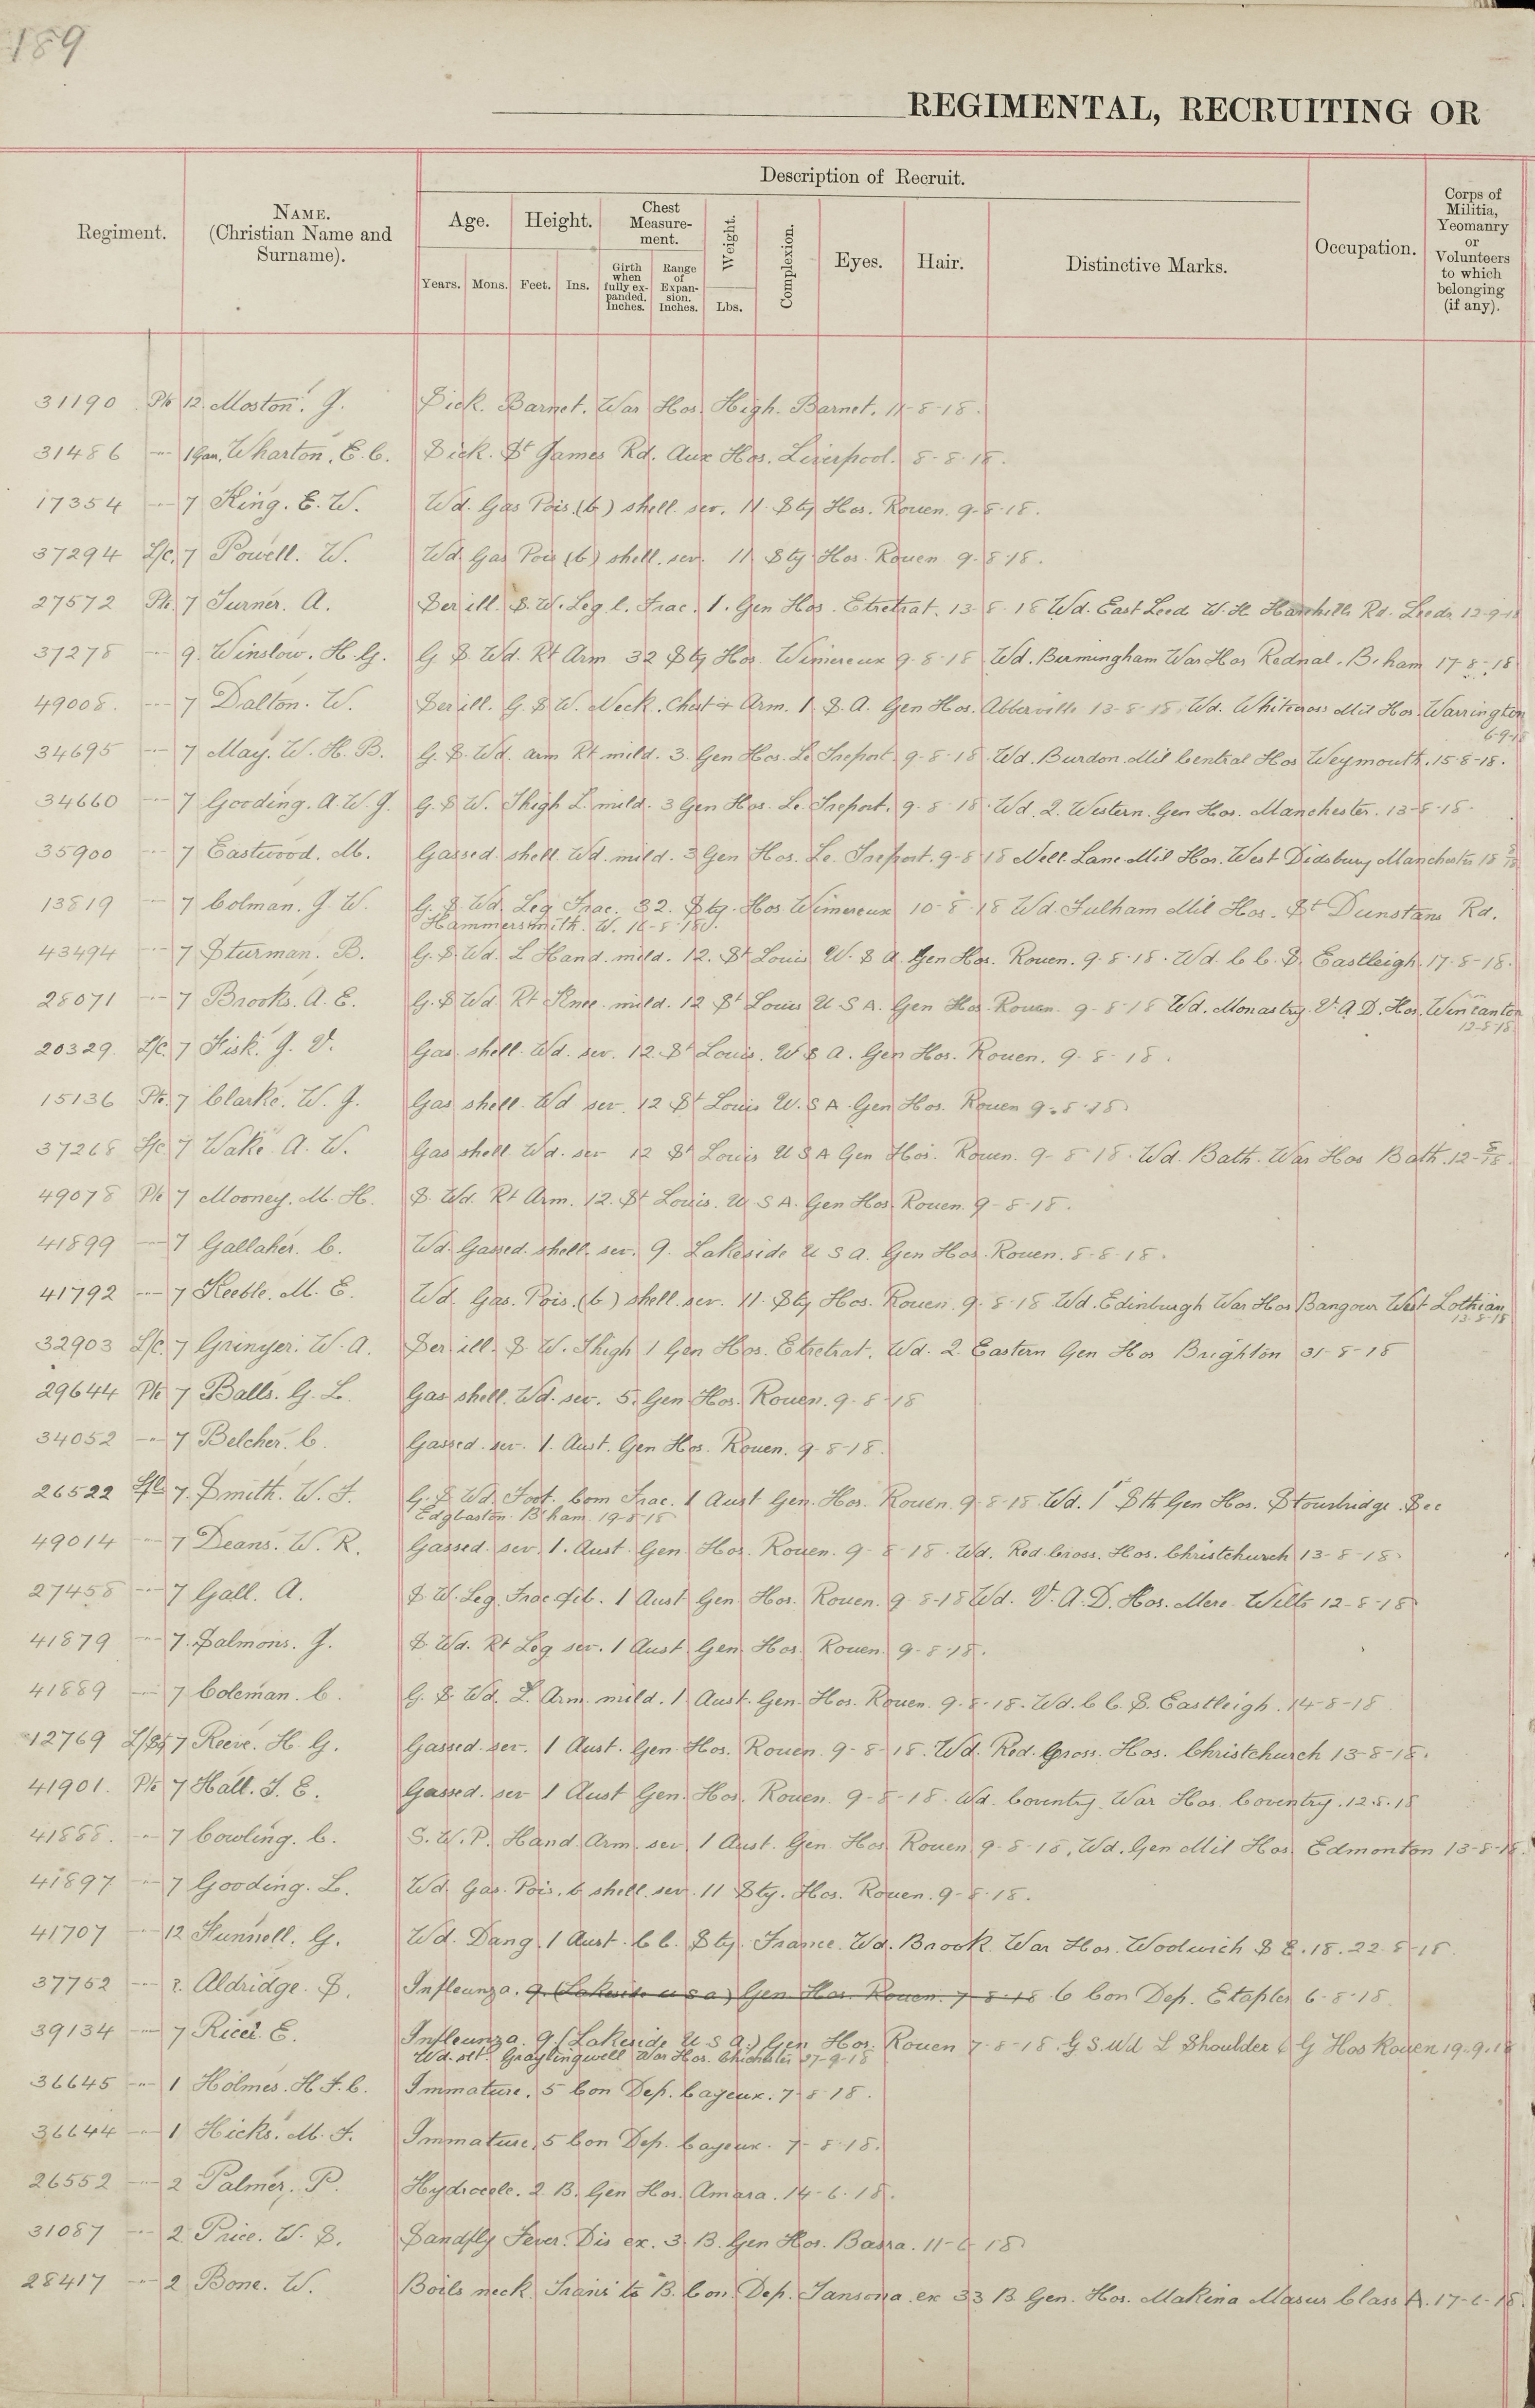 189
REGIMENTAL, RECRUITING OR
Description of Recruit.
Regiment.
NAME.
(Christian Name and
Surname).
Age.
Height.
Chest
Measure-
ment.
Weight.
Complexion.
Eyes.
Hair.
Distinctive Marks.
Occupation.
Corps of
Militia,
Yeomanry
or
Volunteers
to which
belonging
(if any).
Years.
Mons.
Feet.
Ins.
Girth
when
fully ex-
panded.
Inches.
Range
of
Expan-
sion.
Inches.
Lbs.
31190 Pte 12 Moston. J. Sick. Barnet. War Hos. High. Barnet. 11-8-18.
31486 -"- 1 Gar. Wharton. E. C. Sick. St James Rd. Aux Hos. Liverpool. 8-8-18.
17354 -"- 7 King. E. W. Wd. Gas Pois. (b) shell. sev. 11 Sty Hos. Rouen. 9-8-18.
37294 L/c. 7 Powell. W. Wd Gas Pois (b) shell. sev. 11 Sty Hos. Rouen 9-8-18.
27572 Pte. 7 Turner. A. Ser ill. S. W. Leg l. Frac. 1. Gen Hos. Etretrat. 13-8-18 Wd. East Leed W. H. Harehills Rd. Leeds 12-9-18
37278 -"- 9. Winslow. H. G. G S. Wd. Rt Arm 32 Sty Hos. Wimereux 9-8-18 Wd. Birmingham War Hos Rednal. B.ham 17-8-18
49008. -"- 7 Dalton. W. Ser ill. G. S. W. Neck. Chest & Arm. 1 S. A. Gen Hos. Abberville 13-8-18. Wd. Whitecross Mil Hos. Warrington
6-9-18
34695 -"- 7 May. W. H. B. G. S. Wd. arm Rt mild. 3. Gen Hos. Le Treport. 9-8-18. Wd. Burdon Mil Central Hos Weymouth. 15-8-18.
34660 -"- 7 Gooding. A. W. G. G. S W. Thigh L. mild. 3 Gen Hos. Le. Treport. 9-8-18. Wd. 2. Western. Gen Hos. Manchester. 13-8-18.
35900 -"- 7 Eastwood. M. Gassed shell Wd. mild. 3 Gen Hos. Le. Treport. 9-8-18 Nell Lane Mil Hos. West Didsbury Manchester 18 8/18
13819 -"- 7 Colman. J. W. G. S. Wd Leg Frac. 32. Sty. Hos Wimereux 10-8-18 Wd. Fulham Mil Hos. St Dunstans Rd.
Hammersmith. W. 16-8-18.
43494 -"- 7 Sturman. B. G. S. Wd. L Hand. mild. 12. St Louis U. S A. Gen Hos. Rouen. 9-8-18. Wd. C C. S. Eastleigh. 17-8-18.
28071 -"- 7 Brooks. A. E. G. S Wd Rt Knee mild. 12 St Louis U S A. Gen Hos. Rouen. 9-8-18 Wd. Monastry V. A D. Hos. Wincanton
12-8-18
20329. L/c. 7 Fisk. J. V. Gas shell. Wd. sev. 12 St Louis. U S A. Gen Hos. Rouen. 9-8-18.
15136 Pte. 7 Clarke. W. J. Gas shell Wd sev. 12 St Louis U. S A Gen Hos. Rouen 9-8-18
37268 L/c 7 Wake. A. W. Gas shell Wd. sev 12 St Louis U S A Gen Hos. Rouen. 9-8-18. Wd. Bath War Hos Bath. 12-8-18.
49078 Pte 7 Mooney. M. H. S. Wd. Rt Arm. 12. St Louis. U S A. Gen Hos. Rouen. 9-8-18.
41899 -"- 7 Gallaher. C. Wd. Gassed. shell. sev. 9. Lakeside U S A. Gen Hos. Rouen. 8-8-18.
41792 -"- 7 Keeble. M. E. Wd. Gas. Pois. (b) shell. sev. 11. Sty Hos. Rouen. 9-8-18 Wd. Edinburgh War Hos Bangour West Lothian
13-8-18
32903 L/c. 7 Grinyer. W. A. Ser ill. S. W. Thigh 1 Gen Hos. Etretrat. Wd. 2 Eastern Gen Hos Brighton 31-8-18
29644 Pte 7 Balls. G. L. Gas shell. Wd. sev. 5. Gen Hos. Rouen. 9-8-18
34052 -"- 7 Belcher. C. Gassed. sev. 1. Aust. Gen Hos. Rouen. 9-8-18.
26522 7. Smith. W. F. G. S. Wd. Foot. Com Frac. 1 Aust Gen. Hos. Rouen. 9-8-18. Wd. 1st Sth Gen Hos. Stourbridge Sec
Edgbaston B'ham. 19-8-18
49014 -"- 7 Deans. W. R. Gassed. sev. 1. Aust. Gen Hos. Rouen. 9-8-18. Wd. Red Cross. Hos. Christchurch 13-8-18.
27458 -"- 7 Gall. A. S W. Leg. Frac fib. 1 Aust Gen Hos. Rouen. 9-8-18 Wd. V. A. D. Hos. Mere Wilts 12-8-18
41879 -"- 7. Salmons. J. S. Wd. Rt Leg sev. 1 Aust Gen. Hos. Rouen. 9-8-18.
41889 -"- 7 Coleman. C. G. S. Wd. L. Arm. mild. 1 Aust. Gen. Hos. Rouen. 9-8-18. Wd. C C. S. Eastleigh. 14-8-18
12769 L/Sgt 7 Reeve. H. G. Gassed. sev. 1 Aust. Gen Hos. Rouen 9-8-18. Wd. Red. Cross. Hos. Christchurch 13-8-18.
41901. Pte 7 Hall. J. E. Gassed. sev 1 Aust Gen. Hos. Rouen. 9-8-18. Wd. Coventry. War Hos. Coventry. 12.8.18
41888. -"- 7 Cowling. C. S. W. P. Hand Arm. sev. 1 Aust. Gen Hos Rouen 9-8-18. Wd. Gen Mil Hos. Edmonton 13-8-18.
41897 -"- 7 Gooding. L. Wd. Gas. Pois. b shell. sev. 11 Sty. Hos. Rouen. 9-8-18.
41707 -"- 12 Hunnell. G. Wd. Dang. 1 Aust. C C. Sty. France. Wd. Brook. War Hos. Woolwich S E. 18. 22-8-18.
37752 -"- 2. Aldridge. S. Infleunza. 9. (Lakeside U S A) Gen Hos. Rouen. 7-8-18 6 Con Dep. Etaples 6-8-18.
39134 -"- 7 Ricci. E. Infleunza. 9. (Lakeside U S A.) Gen Hos. Rouen 7-8-18. G S. Wd L Shoulder 6 G Hos Rouen 19.9.18
Wd. slt. Graylingwell War Hos. Chichester 27-9-18
36645 -"- 1 Holmes. H. F. C. Immature. 5 Con Dep. Cayeux. 7-8-18.
36644 -"- 1 Hicks. M. F. Immature. 5 Con Dep. Cayeux. 7-8-18.
26552 -"- 2 Palmer. P. Hydrocele. 2 B. Gen Hos. Amara. 14-6-18.
31087 -"- 2 Price. W. S. Sandfly Fever. Dis ex. 3. B. Gen Hos. Basra. 11-6-18
28417 -"- 2 Bone. W. Boils neck. Trans to B. Con Dep. Tansona ex 33 B Gen. Hos. Makina Masus Class A. 17-6-18.